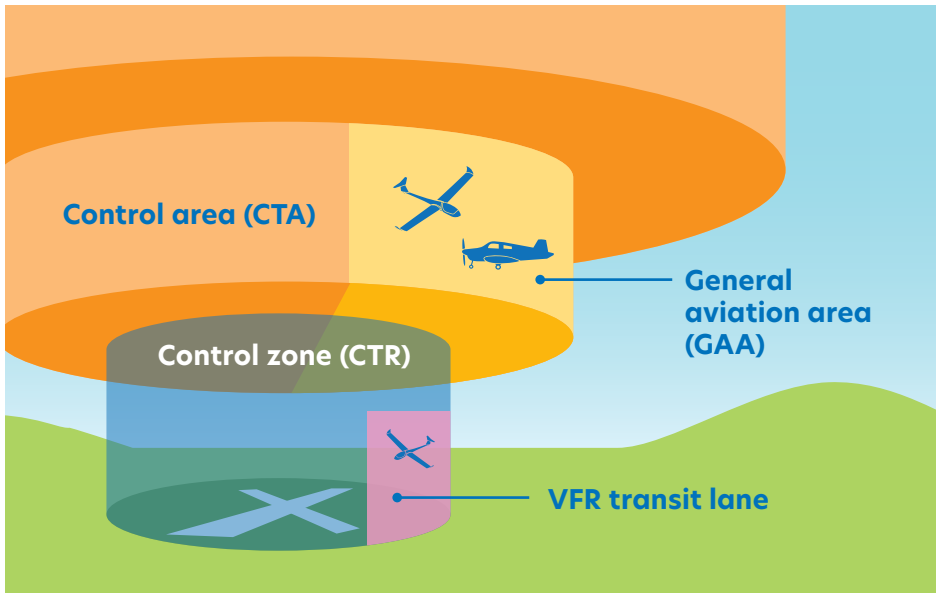 Control area (CTA)
General
aviation area
(GAA)
Control zone (CTR)
VFR transit lane